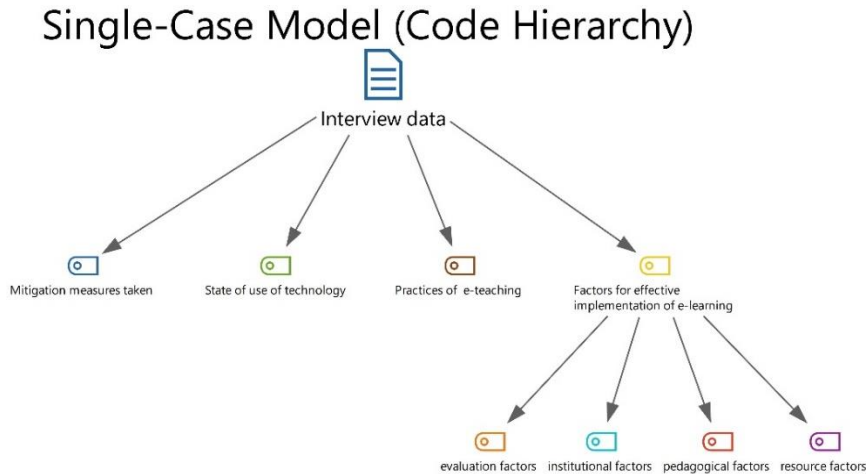 Single-Case Model (Code Hierarchy)
Interview data
Mitigation measures taken
State of use of technology
Practices of e-teaching
Factors for effective
implementation of e-learning
evaluation factors
institutional factors
pedagogical factors
resource factors